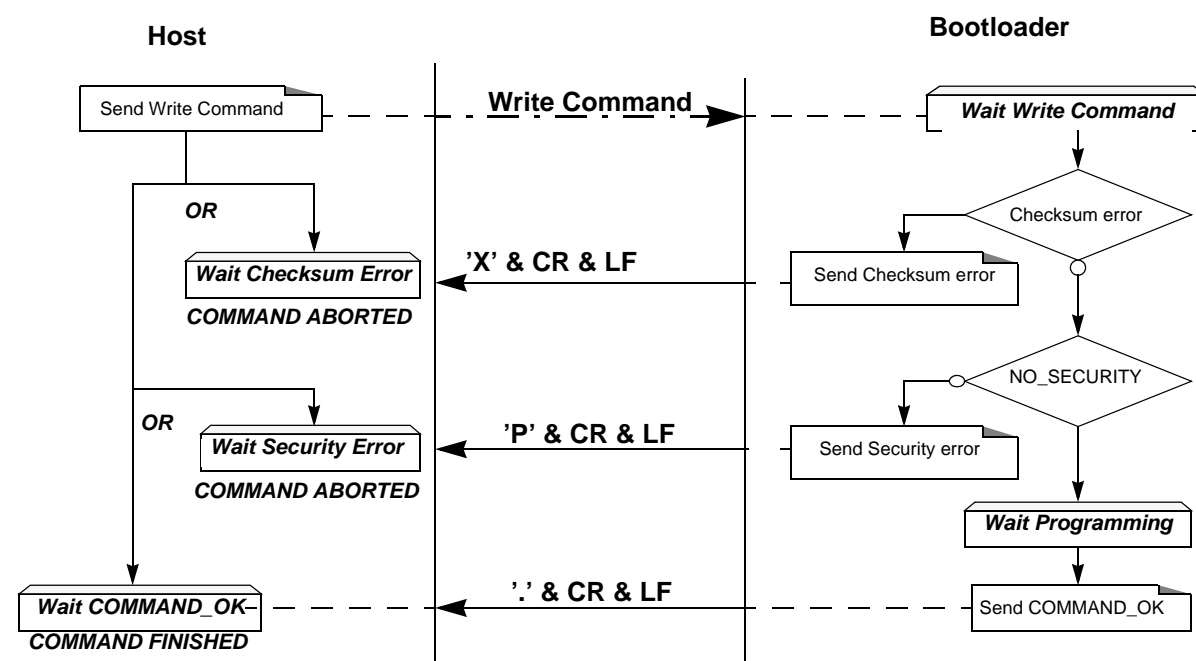 Host
Bootloader
Send Write Command
Write Command
Wait Write Command
OR
Checksum error
Wait Checksum Error
'X' & CR & LF
Send Checksum error
COMMAND ABORTED
NO_SECURITY
OR
Wait Security Error
'P' & CR & LF
Send Security error
COMMAND ABORTED
Wait Programming
Wait COMMAND_OK
'.' & CR & LF
Send COMMAND_OK
COMMAND FINISHED